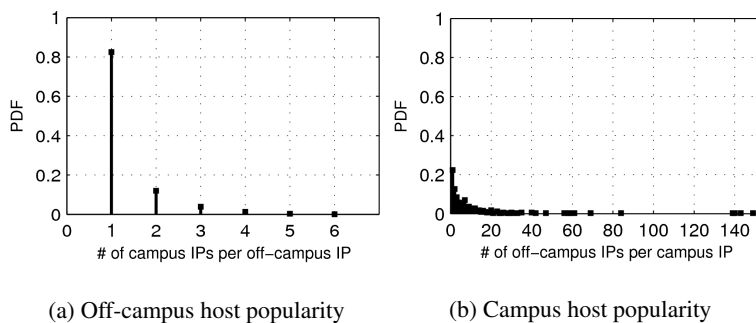 1
0.8
0.6
0.4
0.2
0
PDF
0 1 2 3 4 5 6
# of campus IPs per off−campus IP
(a) Off-campus host popularity
1
0.8
0.6
0.4
0.2
0
PDF
0 20 40 60 80 100 120 140
# of off−campus IPs per campus IP
(b) Campus host popularity